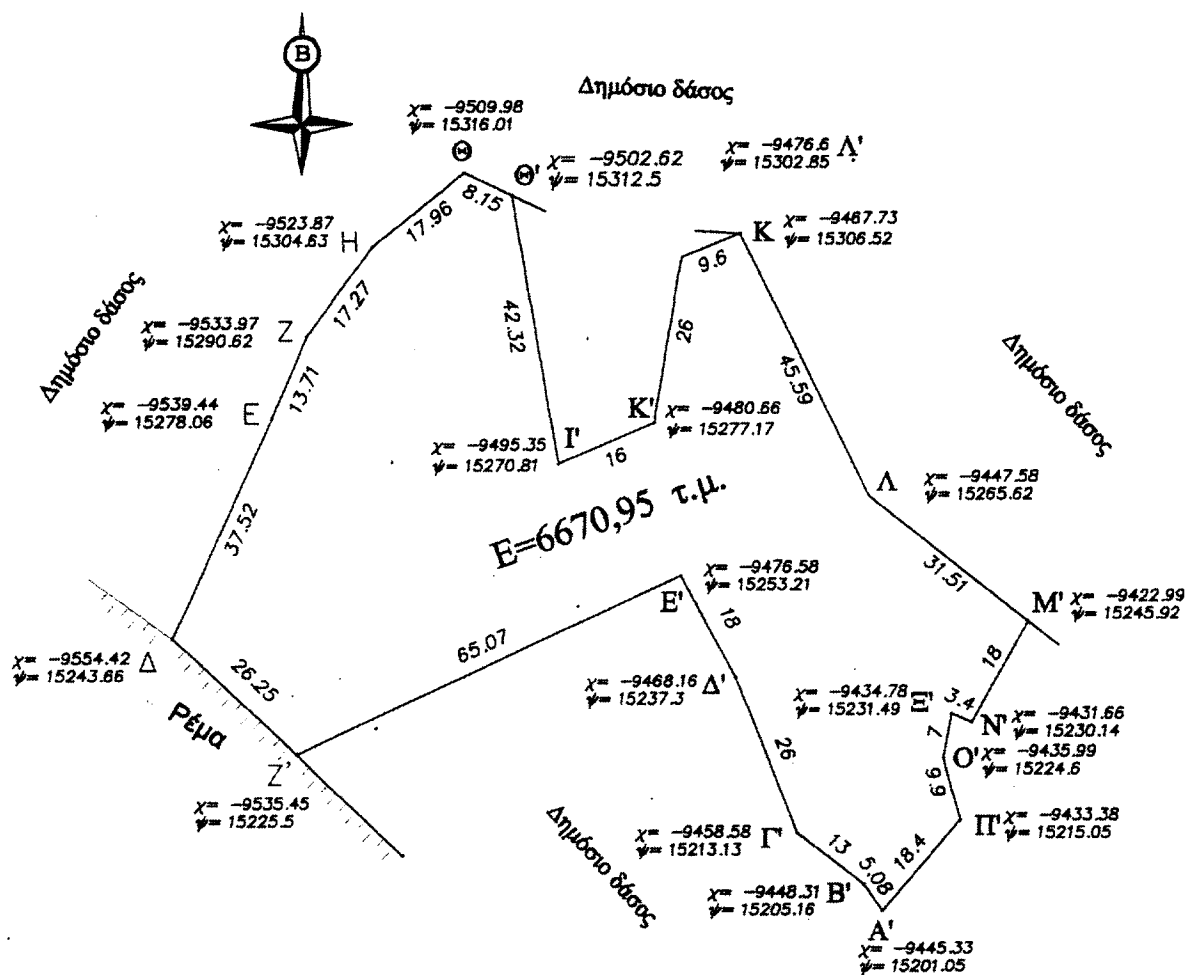 B
Δημόσιο δάσος
χ= -9509.98
ψ= 15316.01
Θ
χ= -9502.62
ψ= 15312.5
Θ'
8.15
χ= -9476.6
ψ= 15302.85
Λ'
17.96
χ= -9523.87
ψ= 15304.63
Η
Κ
χ= -9467.73
ψ= 15306.52
9.6
Δημόσιο δάσος
17.27
42.32
26
χ= -9533.97
ψ= 15290.62
Ζ
13.71
45.59
Δημόσιο δάσος
χ= -9539.44
ψ= 15278.06
Ε
Κ'
χ= -9480.66
ψ= 15277.17
χ= -9495.35
ψ= 15270.81
Ι'
16
Λ
χ= -9447.58
ψ= 15265.62
37.52
Ε=6670,95 τ.μ.
31.51
χ= -9476.58
ψ= 15253.21
Ε'
18
Μ'
χ= -9422.99
ψ= 15245.92
65.07
χ= -9554.42
ψ= 15243.66
Δ
26.25
Ρέμα
χ= -9468.16
ψ= 15237.3
Δ'
18
χ= -9434.78
ψ= 15231.49
Ξ'
3.4
Ν'
χ= -9431.66
ψ= 15230.14
7
26
Ο'
χ= -9435.99
ψ= 15224.6
Ζ'
χ= -9535.45
ψ= 15225.5
9.9
Δημόσιο δάσος
χ= -9458.58
ψ= 15213.13
Γ'
Π'
χ= -9433.38
ψ= 15215.05
13
5.08
18.4
χ= -9448.31
ψ= 15205.16
Β'
Α'
χ= -9445.33
ψ= 15201.05